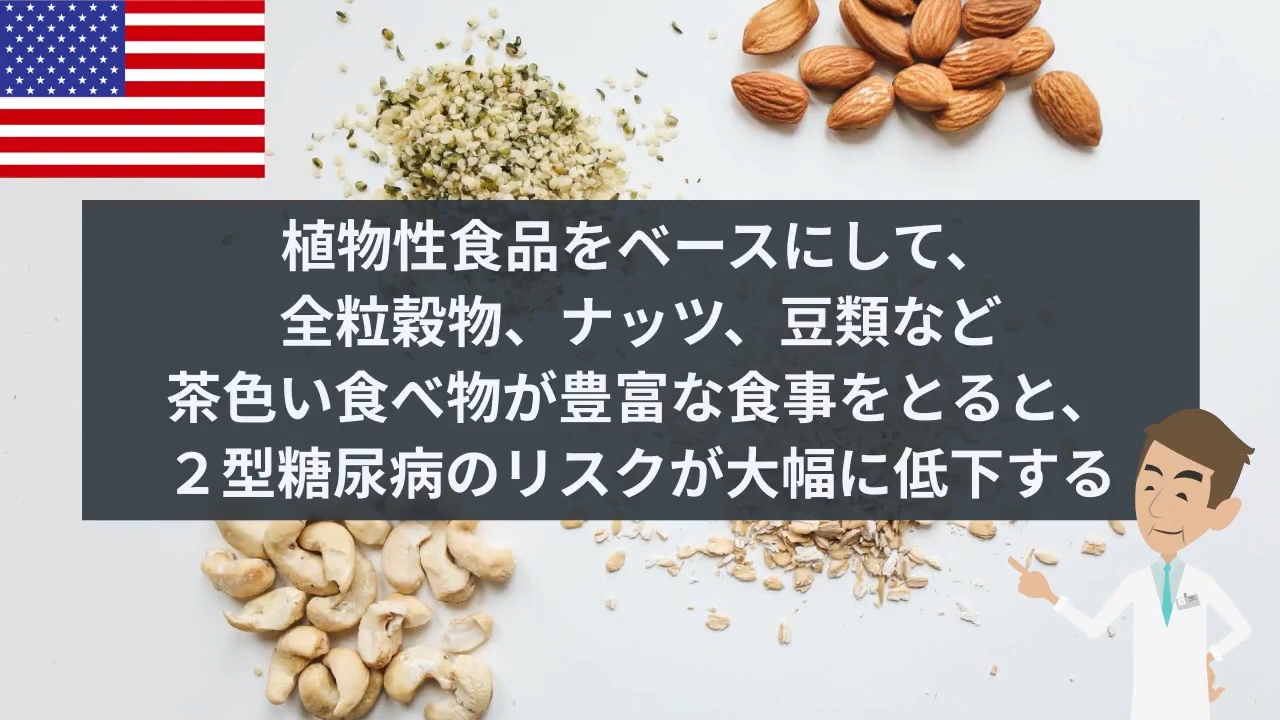 植物性食品をベースにして、
全粒穀物、ナッツ、豆類など
茶色い食べ物が豊富な食事をとると、
２型糖尿病のリスクが大幅に低下する